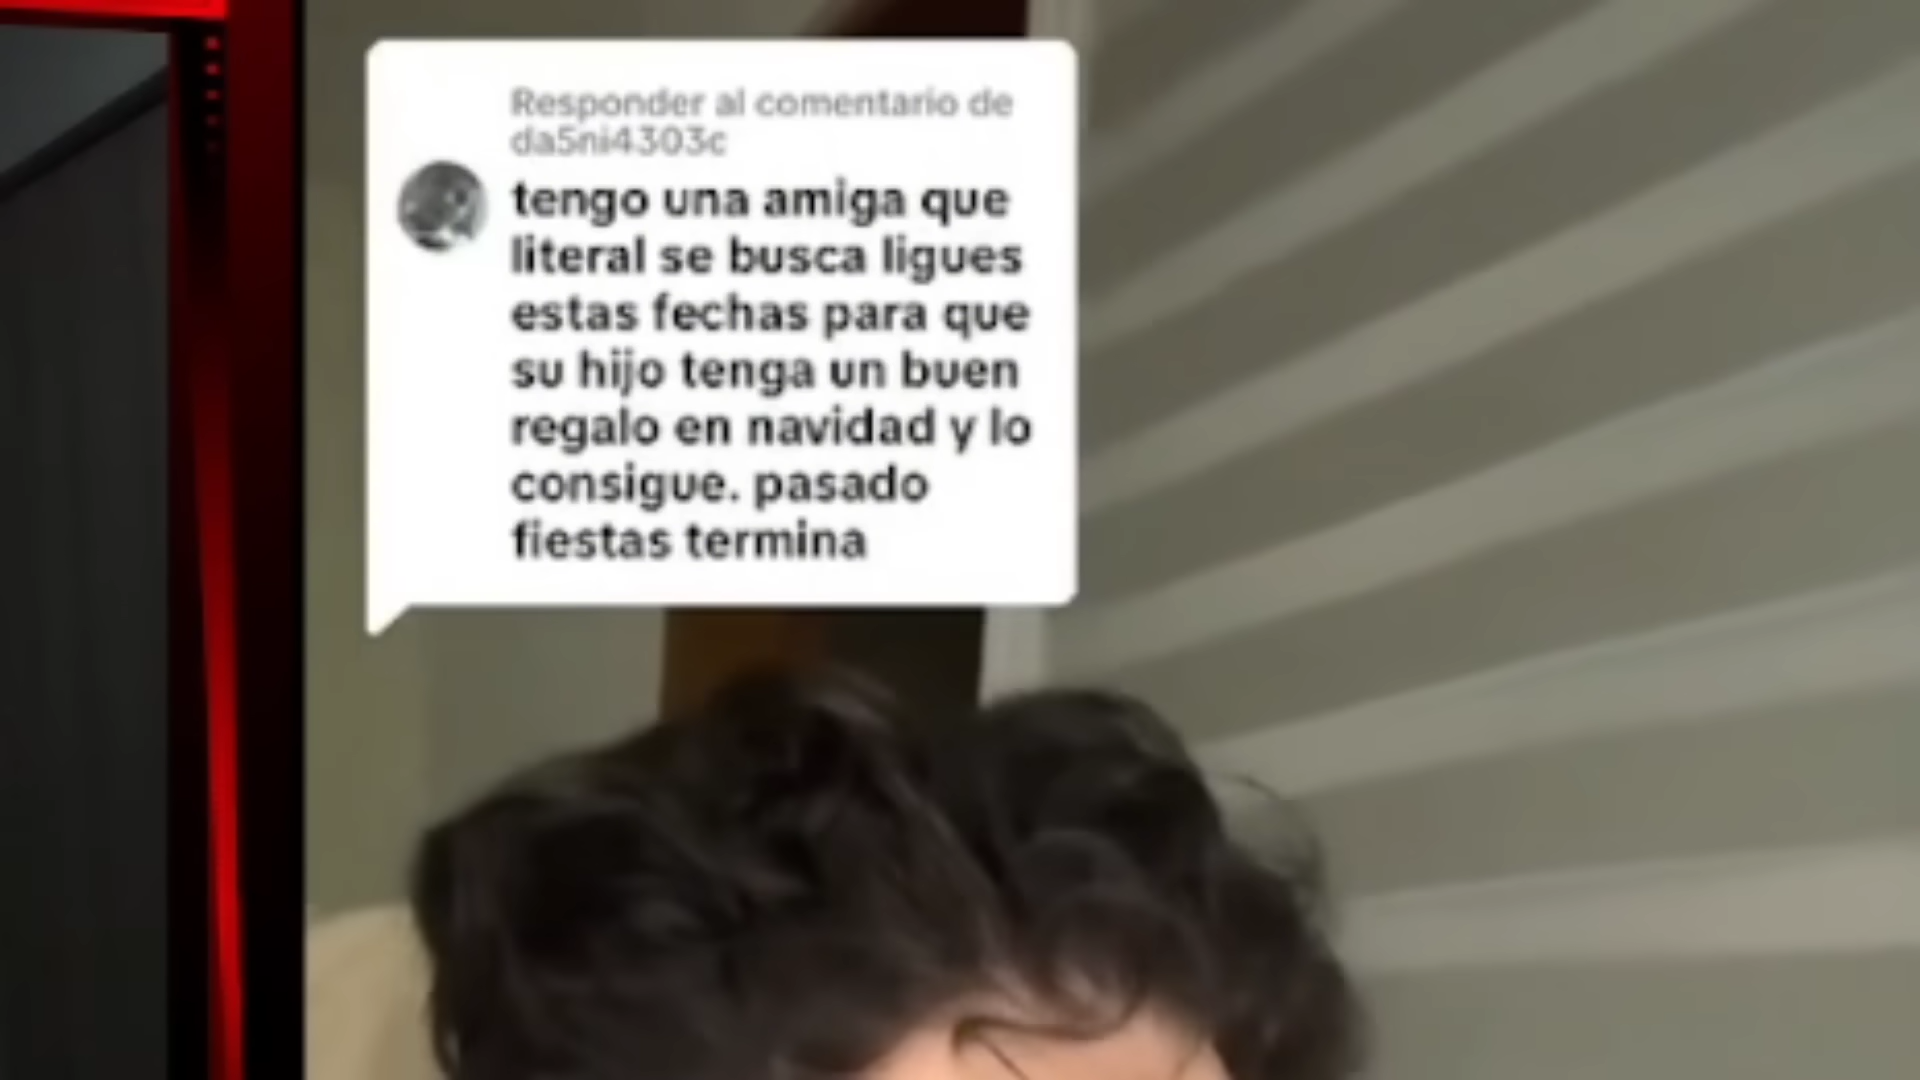 Responder al comentario de
da5ni4303c
tengo una amiga que
literal se busca ligues
estas fechas para que
su hijo tenga un buen
regalo en navidad y lo
consigue. pasado
fiestas termina